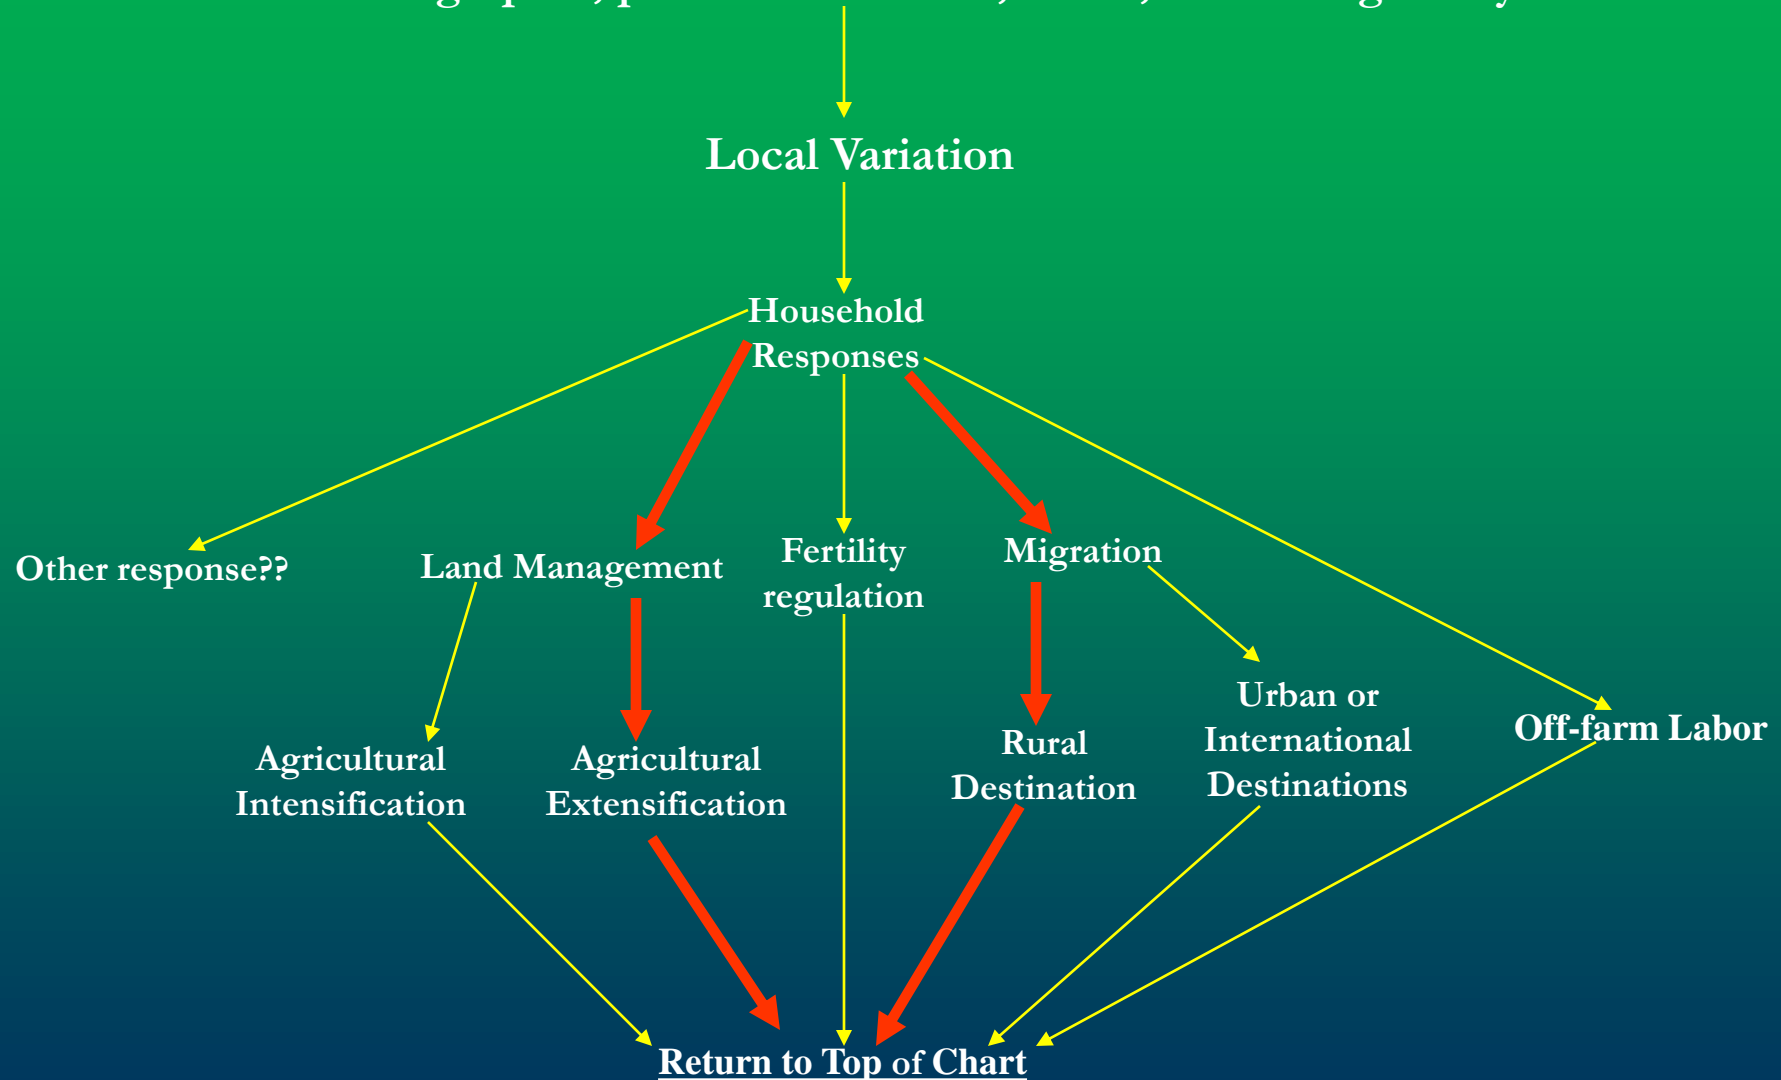 Local Variation
Household
Responses
Other response??
Land Management
Fertility
regulation
Migration
Agricultural
Intensification
Agricultural
Extensification
Rural
Destination
Urban or
International
Destinations
Off-farm Labor
Return to Top of Chart